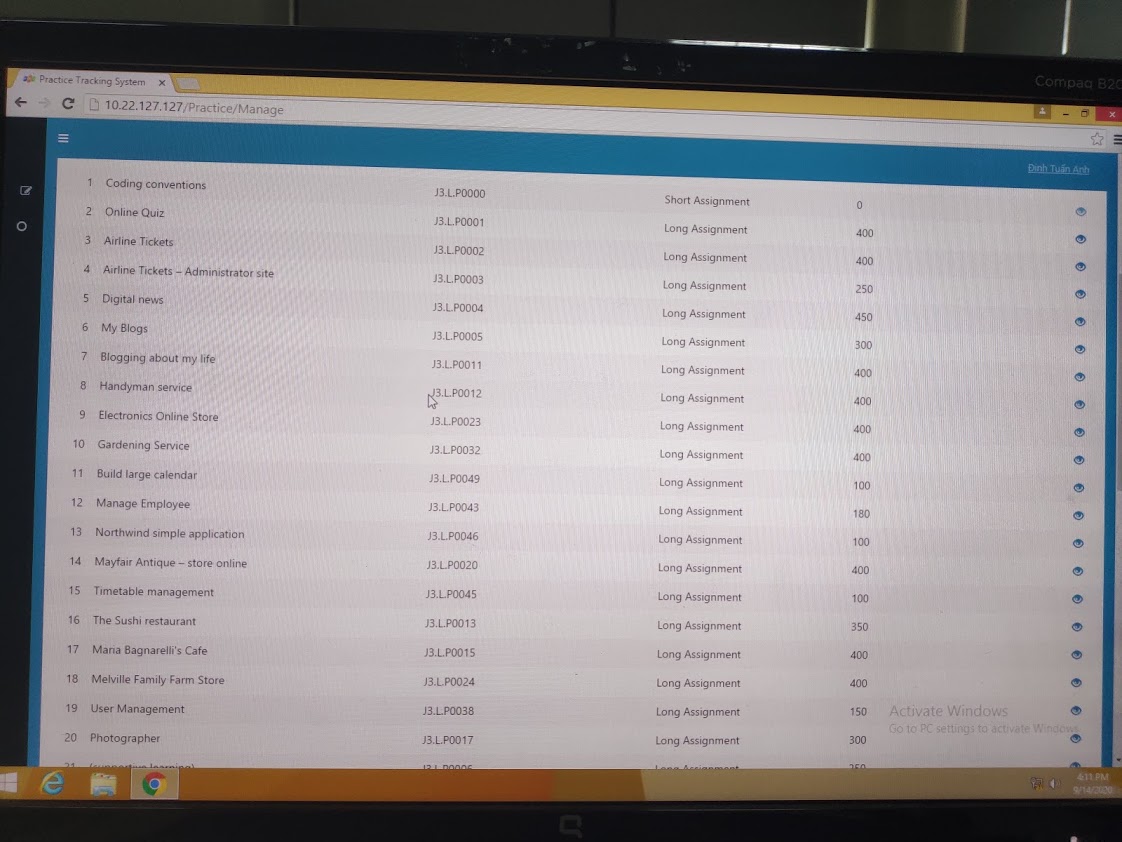 Compaq B20
Practice Tracking System
10.22.127.127/Practice/Manage
Đinh Tuấn Anh
1 Coding conventions J3.L.P0000 Short Assignment 0
2 Online Quiz J3.L.P0001 Long Assignment 400
3 Airline Tickets J3.L.P0002 Long Assignment 400
4 Airline Tickets – Administrator site J3.L.P0003 Long Assignment 250
5 Digital news J3.L.P0004 Long Assignment 450
6 My Blogs J3.L.P0005 Long Assignment 300
7 Blogging about my life J3.L.P0011 Long Assignment 400
8 Handyman service J3.L.P0012 Long Assignment 400
9 Electronics Online Store J3.L.P0023 Long Assignment 400
10 Gardening Service J3.L.P0032 Long Assignment 400
11 Build large calendar J3.L.P0049 Long Assignment 100
12 Manage Employee J3.L.P0043 Long Assignment 180
13 Northwind simple application J3.L.P0046 Long Assignment 100
14 Mayfair Antique – store online J3.L.P0020 Long Assignment 400
15 Timetable management J3.L.P0045 Long Assignment 100
16 The Sushi restaurant J3.L.P0013 Long Assignment 350
17 Maria Bagnarelli's Cafe J3.L.P0015 Long Assignment 400
18 Melville Family Farm Store J3.L.P0024 Long Assignment 400
19 User Management J3.L.P0038 Long Assignment 150
20 Photographer J3.L.P0017 Long Assignment 300
Activate Windows
Go to PC settings to activate Windows.
4:11 PM
9/14/2020